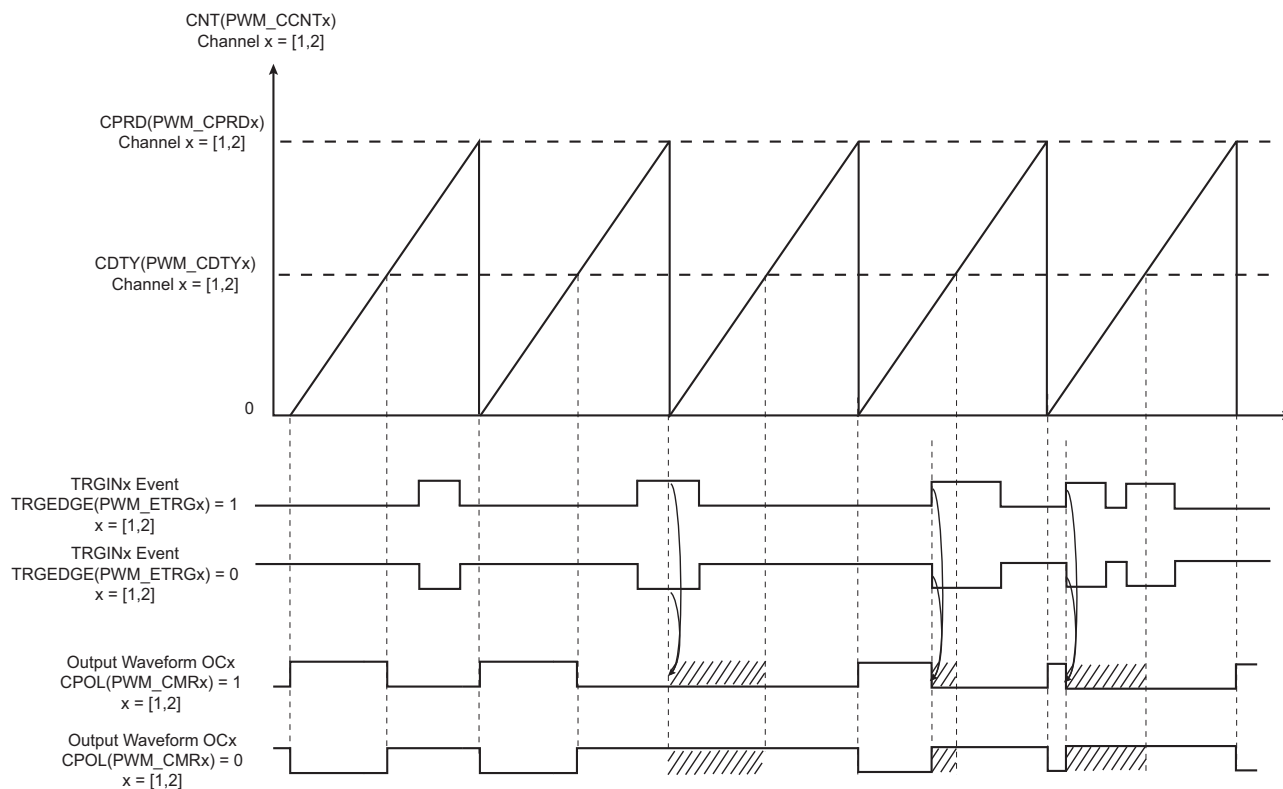 CNT(PWM_CCNTx)
Channel x = [1,2]
CPRD(PWM_CPRDx)
Channel x = [1,2]
CDTY(PWM_CDTYx)
Channel x = [1,2]
0
TRGINx Event
TRGEDGE(PWM_ETRGx) = 1
x = [1,2]
TRGINx Event
TRGEDGE(PWM_ETRGx) = 0
x = [1,2]
Output Waveform OCx
CPOL(PWM_CMRx) = 1
x = [1,2]
Output Waveform OCx
CPOL(PWM_CMRx) = 0
x = [1,2]